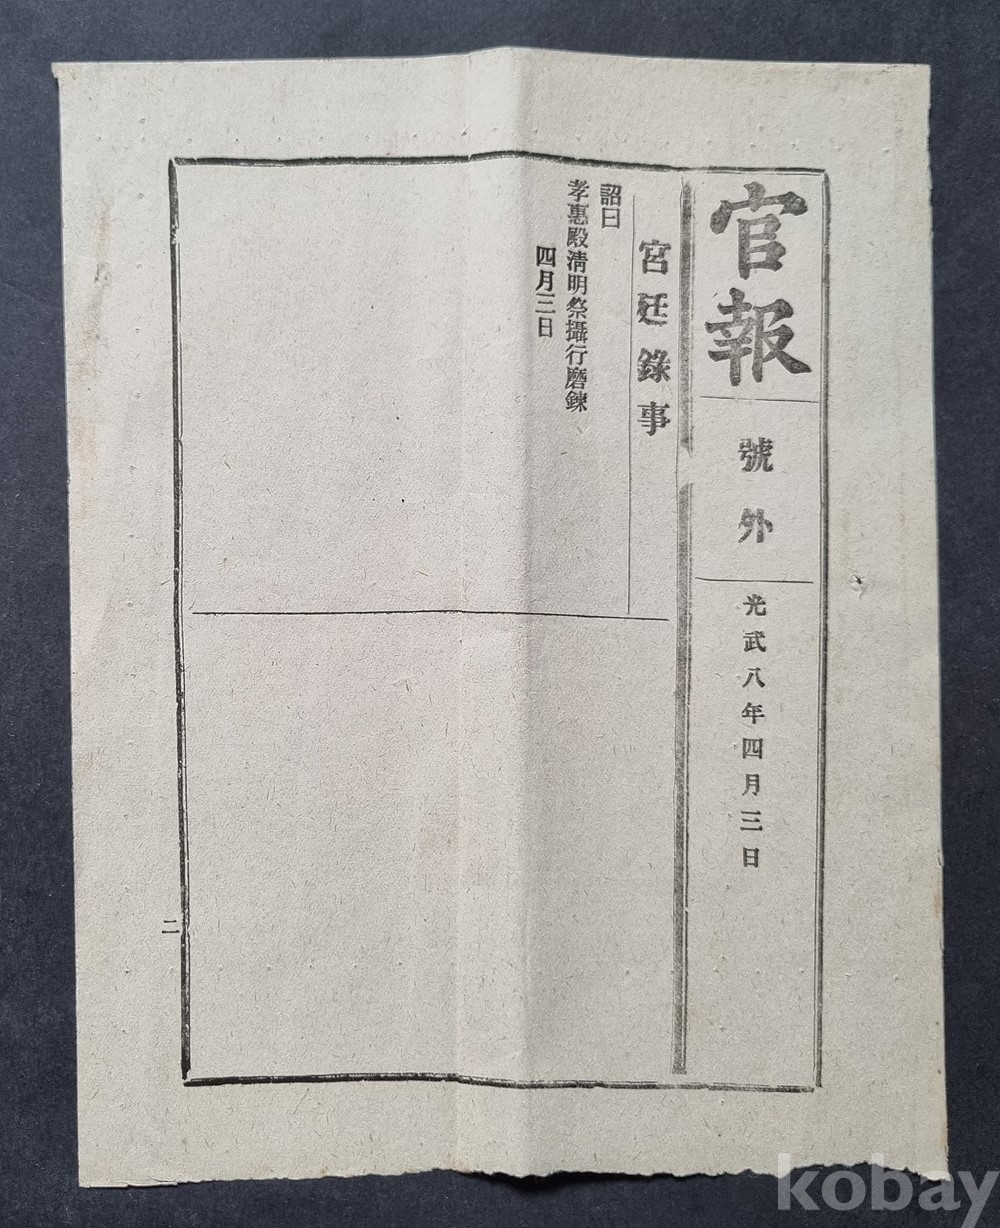 官報
號外
光武八年四月三日
宮廷錄事
詔曰
孝惠殿淸明祭攝行磨鍊
四月三日
二
kobay